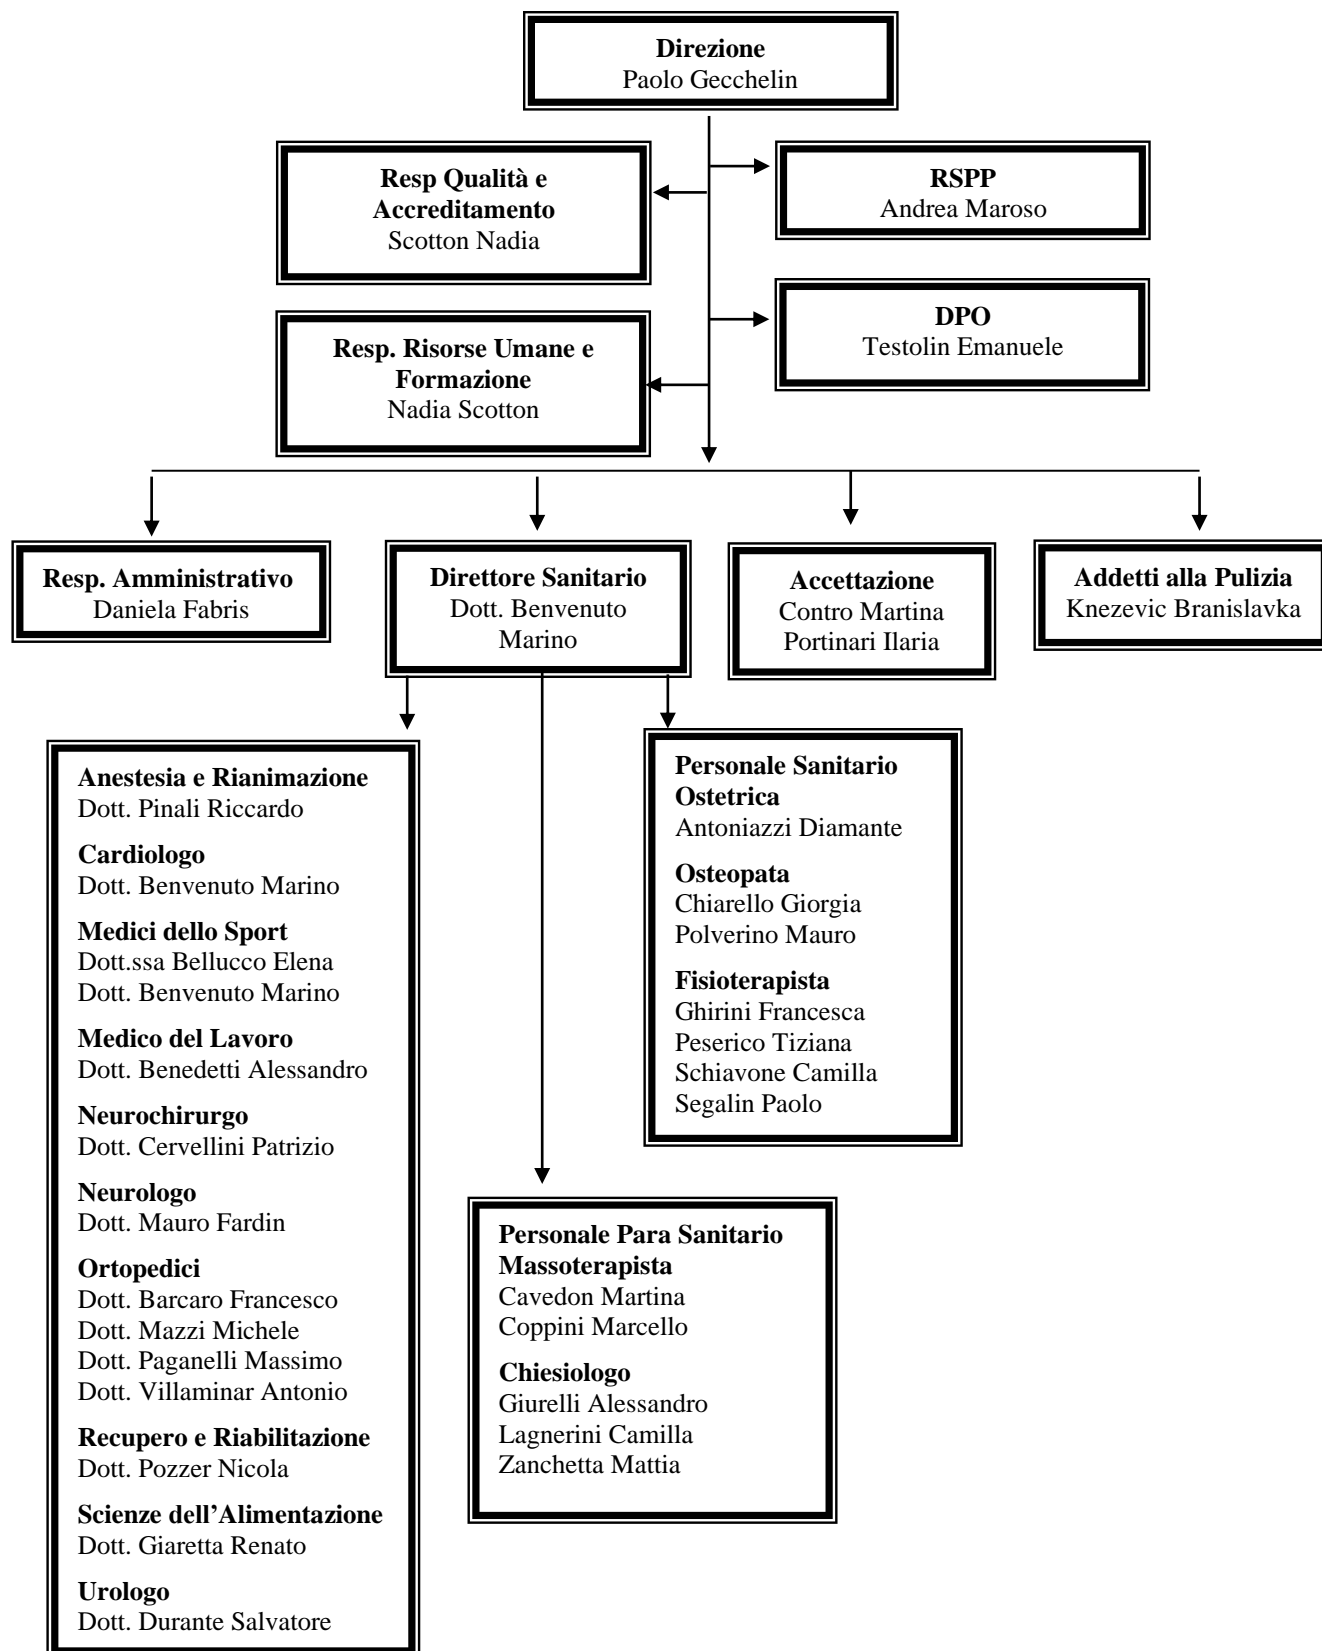 Direzione
Paolo Gecchelin
Resp Qualità e
Accreditamento
Scotton Nadia
RSPP
Andrea Maroso
Resp. Risorse Umane e
Formazione
Nadia Scotton
DPO
Testolin Emanuele
Resp. Amministrativo
Daniela Fabris
Direttore Sanitario
Dott. Benvenuto
Marino
Accettazione
Contro Martina
Portinari Ilaria
Addetti alla Pulizia
Knezevic Branislavka
Anestesia e Rianimazione
Dott. Pinali Riccardo
Cardiologo
Dott. Benvenuto Marino
Medici dello Sport
Dott.ssa Bellucco Elena
Dott. Benvenuto Marino
Medico del Lavoro
Dott. Benedetti Alessandro
Neurochirurgo
Dott. Cervellini Patrizio
Neurologo
Dott. Mauro Fardin
Ortopedici
Dott. Barcaro Francesco
Dott. Mazzi Michele
Dott. Paganelli Massimo
Dott. Villaminar Antonio
Recupero e Riabilitazione
Dott. Pozzer Nicola
Scienze dell’Alimentazione
Dott. Giaretta Renato
Urologo
Dott. Durante Salvatore
Personale Sanitario
Ostetrica
Antoniazzi Diamante
Osteopata
Chiarello Giorgia
Polverino Mauro
Fisioterapista
Ghirini Francesca
Peserico Tiziana
Schiavone Camilla
Segalin Paolo
Personale Para Sanitario
Massoterapista
Cavedon Martina
Coppini Marcello
Chiesiologo
Giurelli Alessandro
Lagnerini Camilla
Zanchetta Mattia